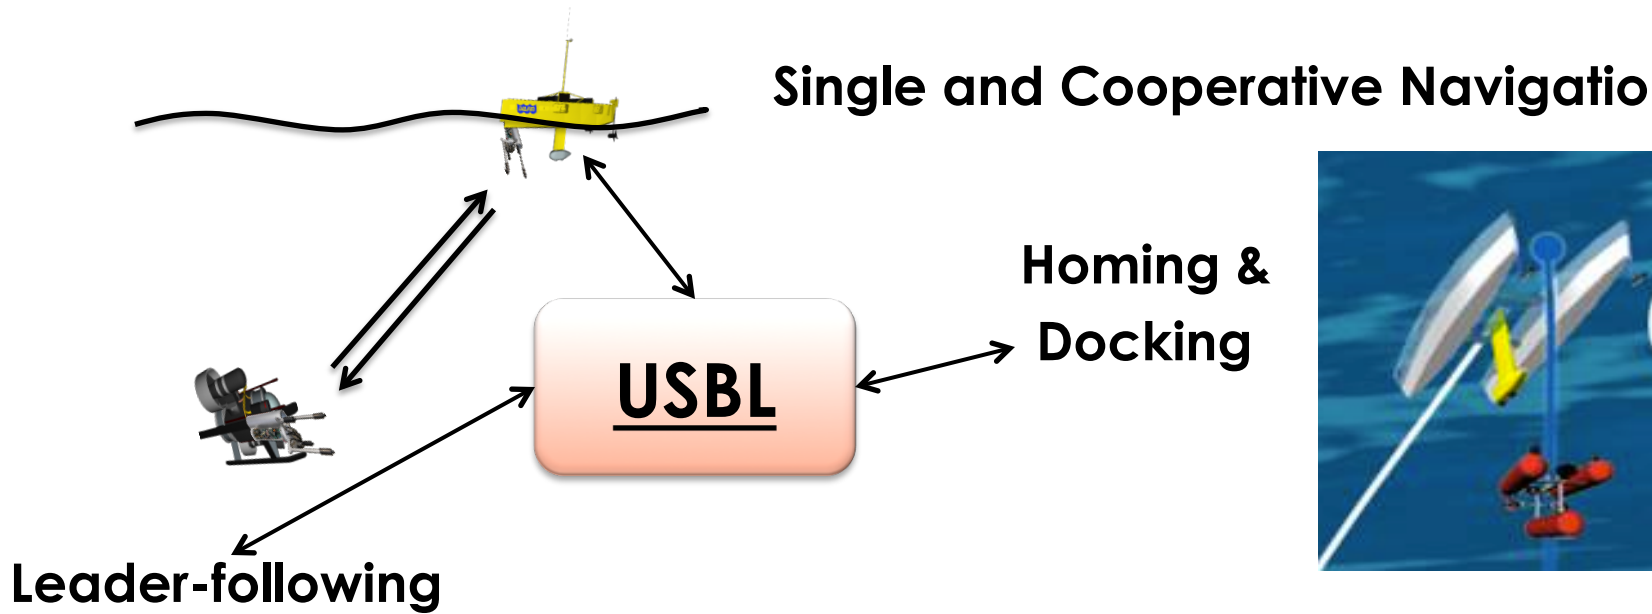 Single and Cooperative Navigatio
Homing &
Docking
USBL
Leader-following